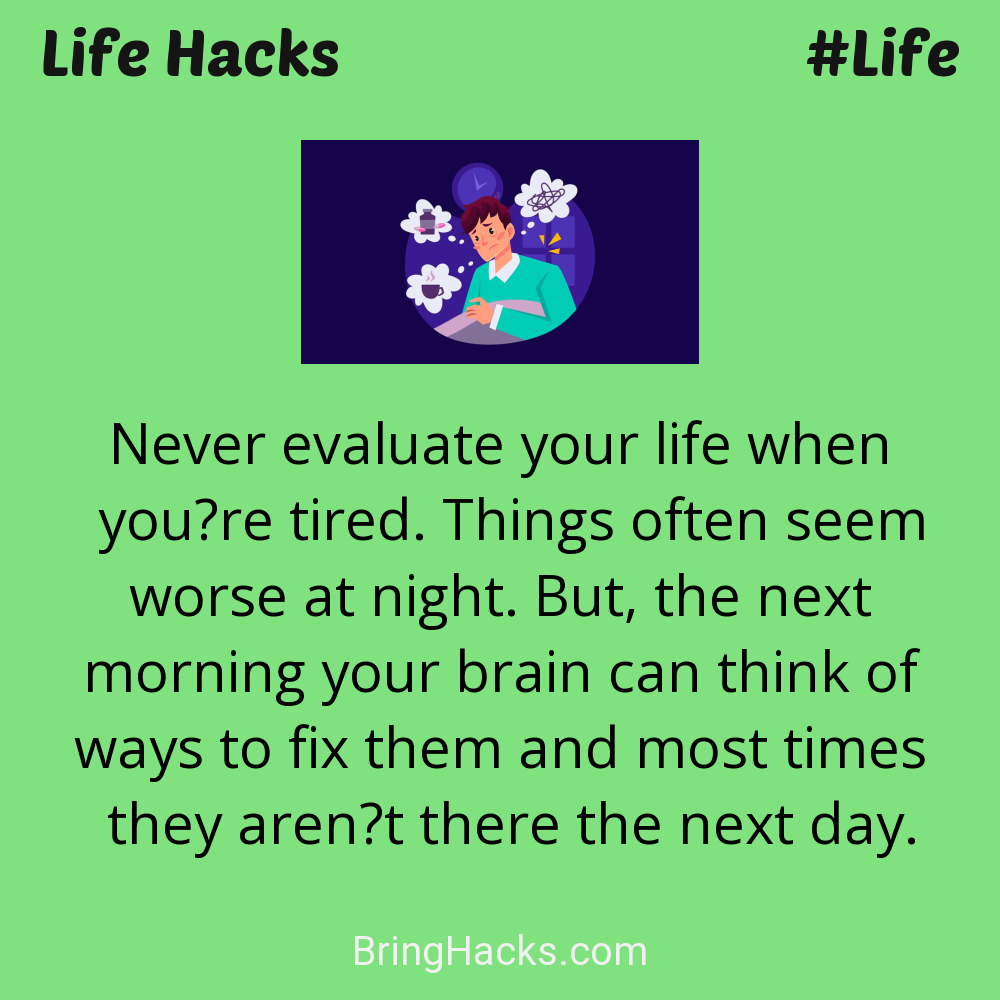 Life Hacks
#Life
Never evaluate your life when
you?re tired. Things often seem
worse at night. But, the next
morning your brain can think of
ways to fix them and most times
they aren?t there the next day.
BringHacks.com